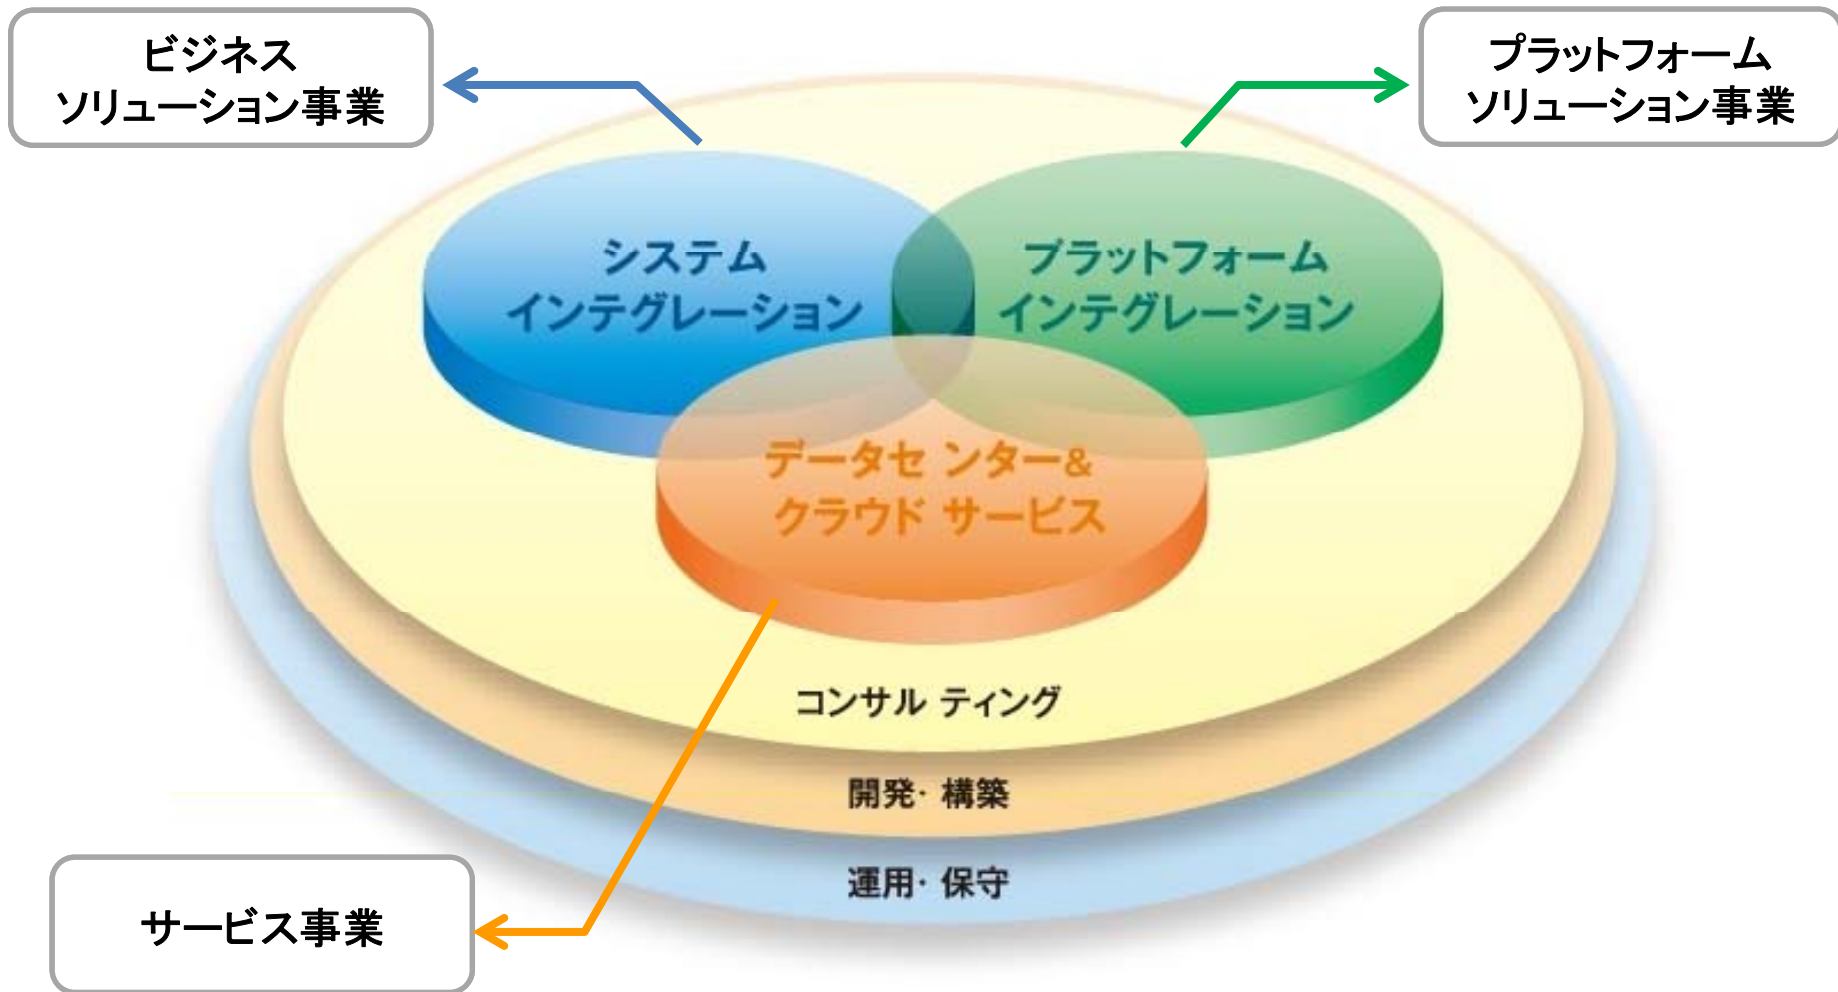 ビジネス
ソリューション事業
プラットフォーム
ソリューション事業
システム
インテグレーション
プラットフォーム
インテグレーション
データセ ンター&
クラウド サービス
コンサル ティング
開発・ 構築
運用・ 保守
サービス事業